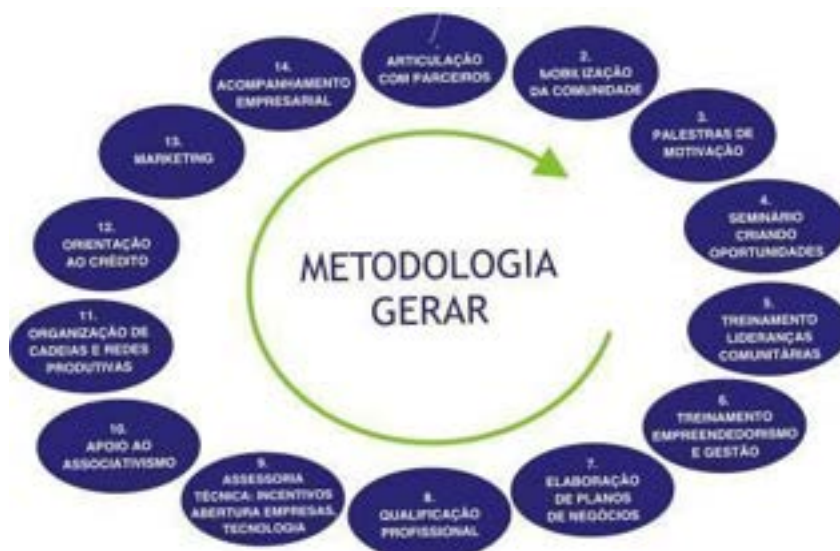 METODOLOGIA
GERAR
ARTICULAÇÃO
COM PARCEIROS
2.
MOBILIZAÇÃO
DA COMUNIDADE
3.
PALESTRAS DE
MOTIVAÇÃO
4.
SEMINÁRIO
CRIANDO
OPORTUNIDADES
5.
TREINAMENTO
LIDERANÇAS
COMUNITÁRIAS
6.
TREINAMENTO
EMPREENDEDORISMO
E GESTÃO
7.
ELABORAÇÃO
DE PLANOS
DE NEGÓCIOS
8.
QUALIFICAÇÃO
PROFISSIONAL
9.
ASSESSORIA
TÉCNICA: INCENTIVOS
ABERTURA EMPRESAS,
TECNOLOGIA
10.
APOIO AO
ASSOCIATIVISMO
11.
ORGANIZAÇÃO DE
CADEIAS E REDES
PRODUTIVAS
12.
ORIENTAÇÃO
AO CRÉDITO
13.
MARKETING
14.
ACOMPANHAMENTO
EMPRESARIAL